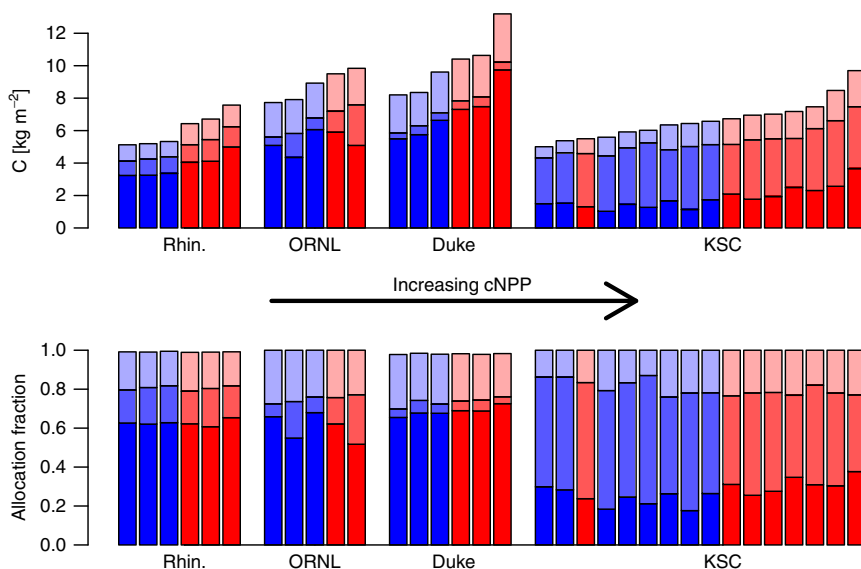 C [kg m−2]
12
10
8
6
4
2
0
Rhin. ORNL Duke KSC
Increasing cNPP
Allocation fraction
1.0
0.8
0.6
0.4
0.2
0.0
Rhin. ORNL Duke KSC